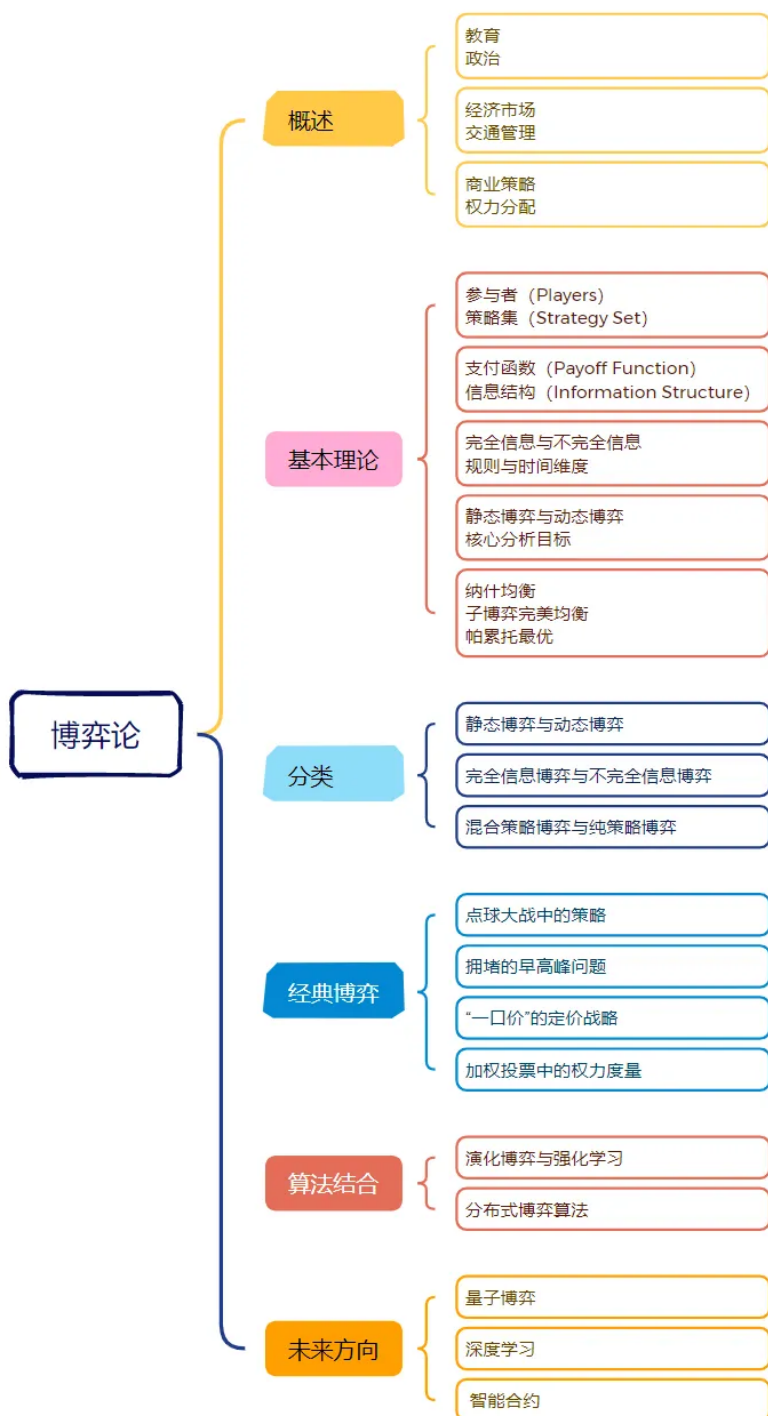 概述
教育
政治
经济市场
交通管理
商业策略
权力分配
基本理论
参与者（Players）
策略集（Strategy Set）
支付函数（Payoff Function）
信息结构（Information Structure）
完全信息与不完全信息
规则与时间维度
静态博弈与动态博弈
核心分析目标
纳什均衡
子博弈完美均衡
帕累托最优
博弈论
分类
静态博弈与动态博弈
完全信息博弈与不完全信息博弈
混合策略博弈与纯策略博弈
经典博弈
点球大战中的策略
拥堵的早高峰问题
“一口价”的定价战略
加权投票中的权力度量
算法结合
演化博弈与强化学习
分布式博弈算法
未来方向
量子博弈
深度学习
智能合约